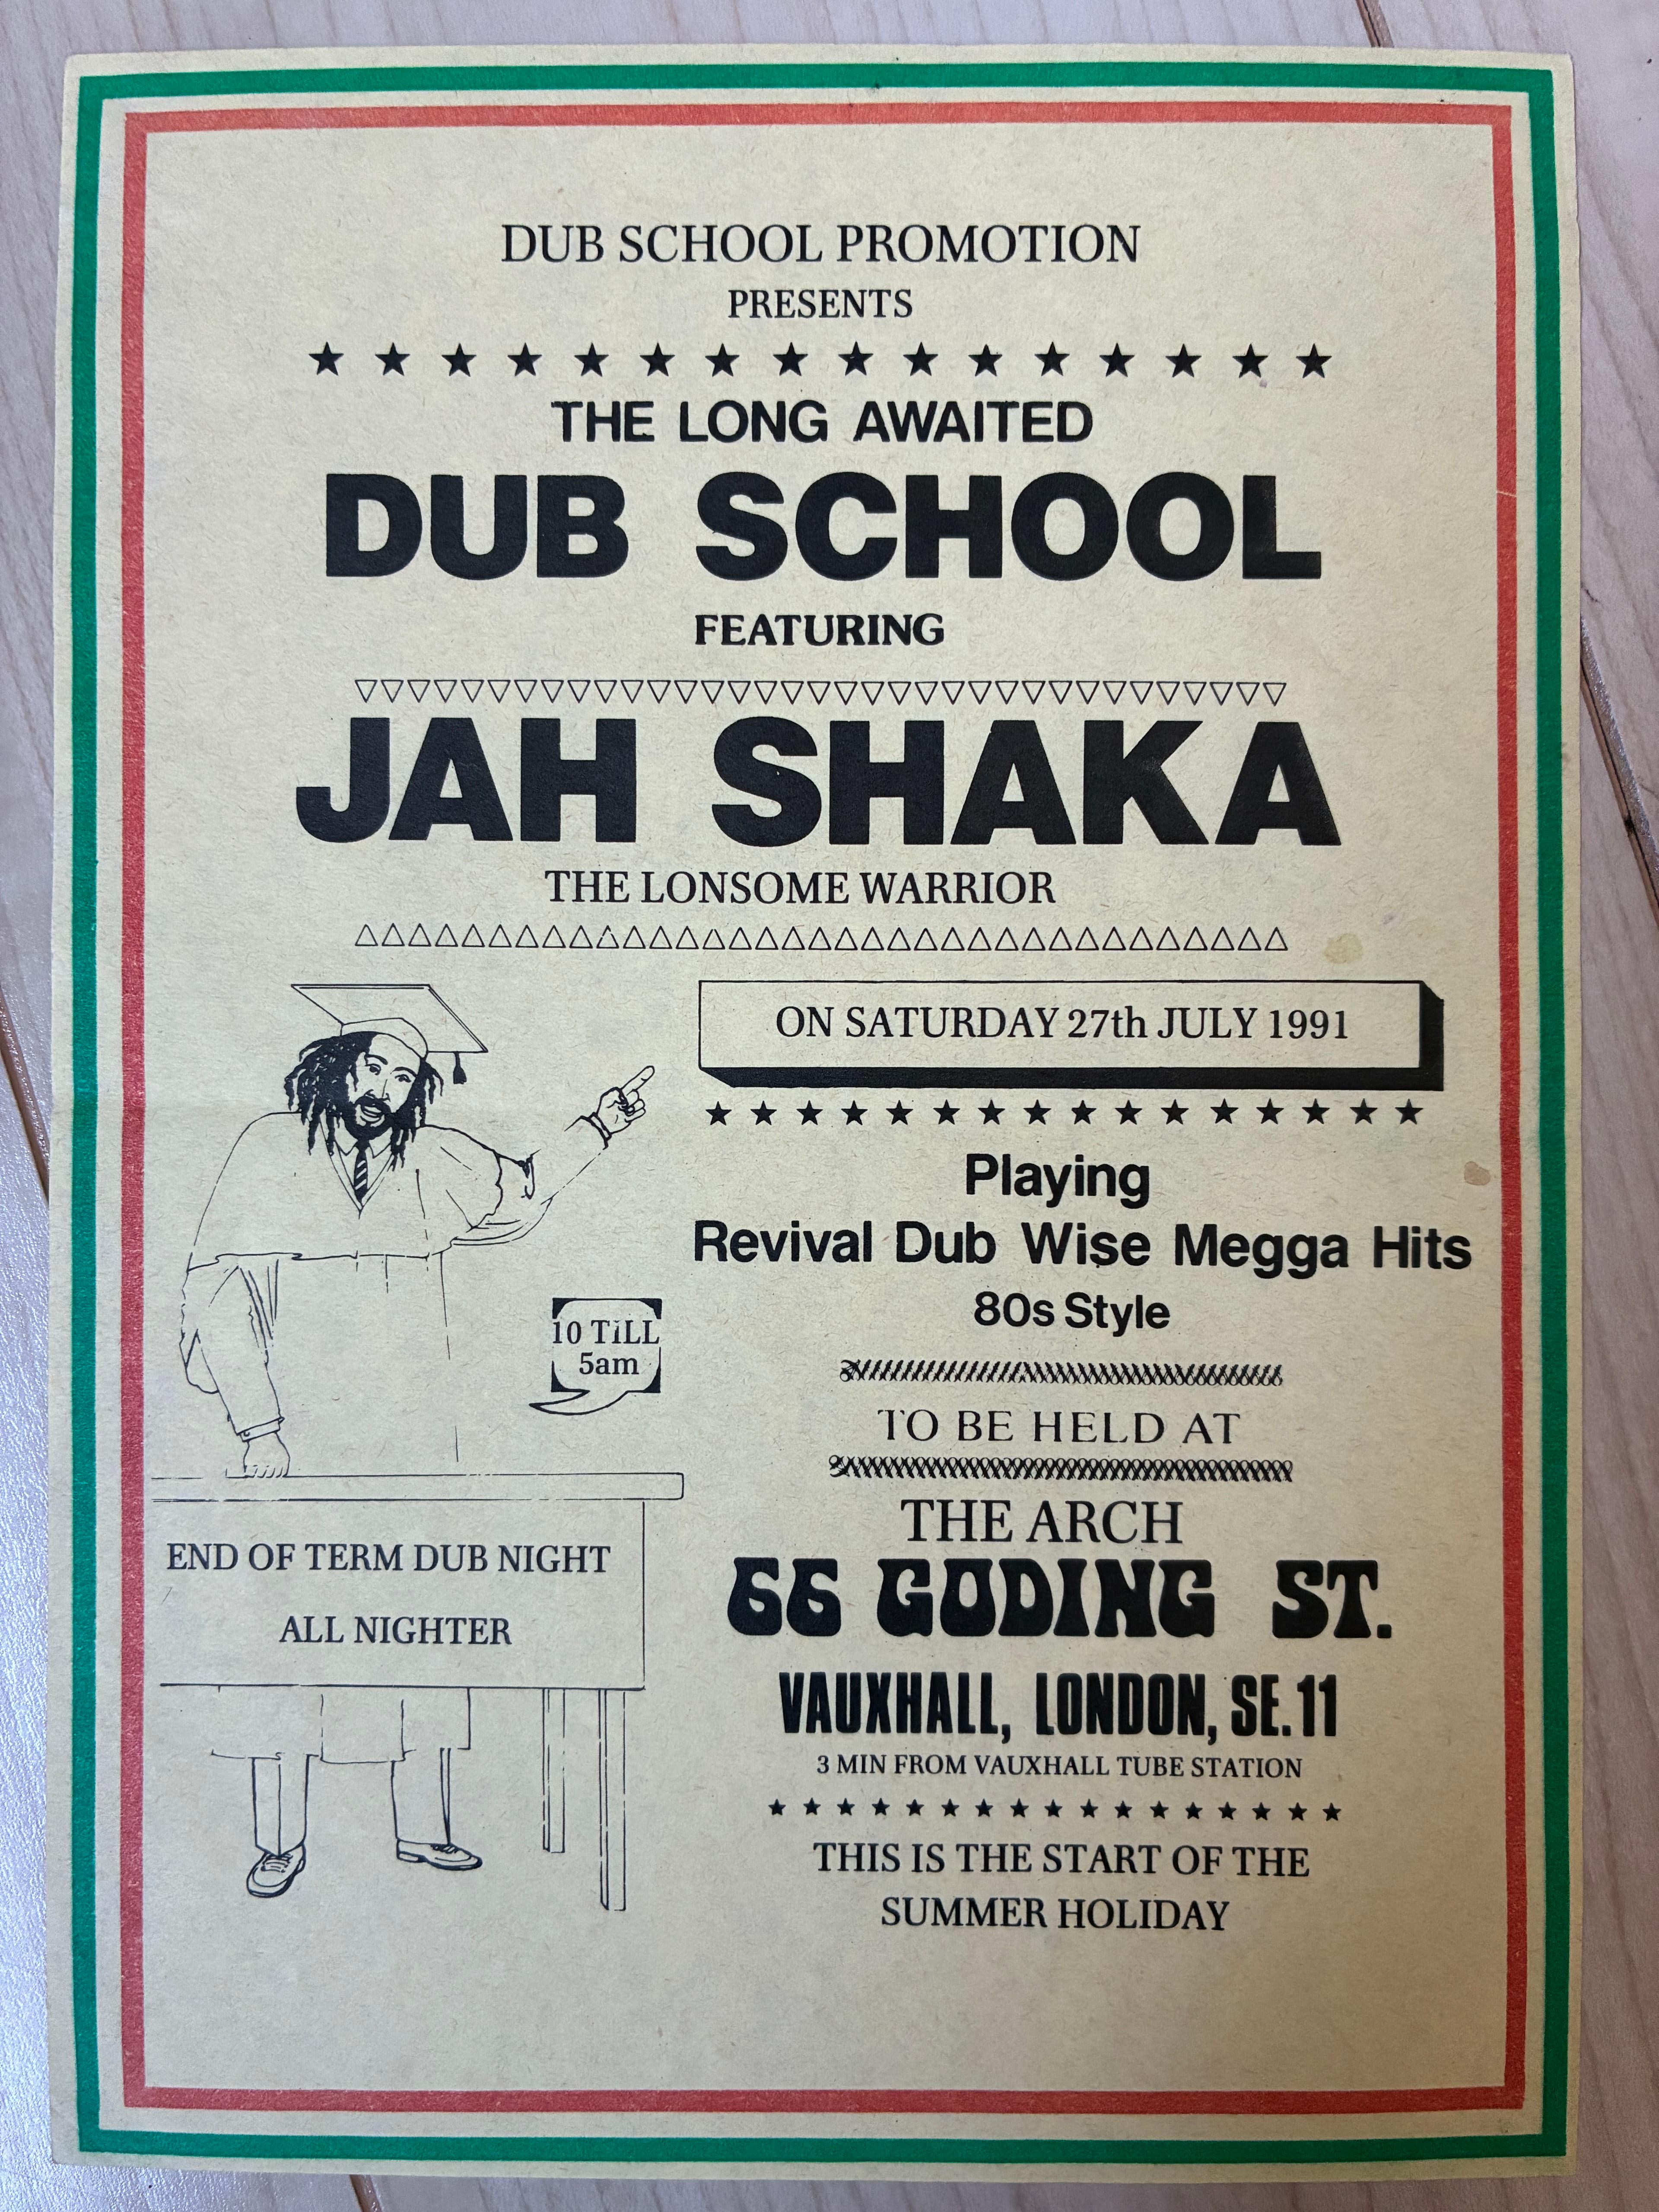 DUB SCHOOL PROMOTION
PRESENTS
THE LONG AWAITED
DUB SCHOOL
FEATURING
JAH SHAKA
THE LONSOME WARRIOR
ON SATURDAY 27th JULY 1991
Playing
Revival Dub Wise Megga Hits
80s Style
10 TiLL
5am
TO BE HELD AT
THE ARCH
66 GODING ST.
VAUXHALL, LONDON, SE.11
3 MIN FROM VAUXHALL TUBE STATION
THIS IS THE START OF THE
SUMMER HOLIDAY
END OF TERM DUB NIGHT
ALL NIGHTER